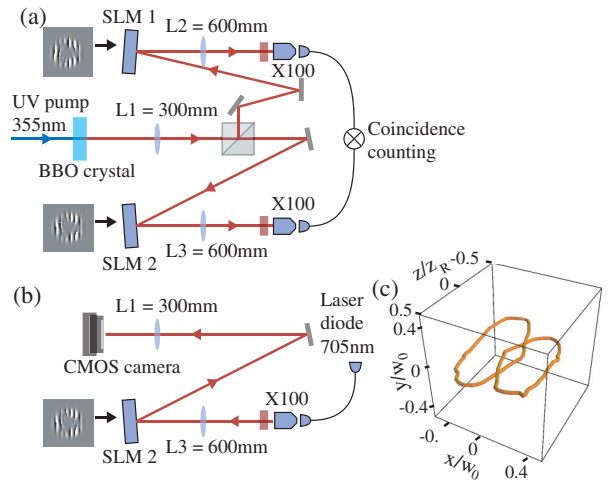 (a)
SLM 1
L2 = 600mm
X100
UV pump
355nm
L1 = 300mm
BBO crystal
Coincidence
counting
X100
SLM 2
L3 = 600mm
(b)
L1 = 300mm
CMOS camera
Laser
diode
705nm
X100
SLM 2
L3 = 600mm
(c)
z/z_R
-0.5
0
0.5
0.4
y/w₀
0
-0.4
-0.
0
0.4
x/w₀